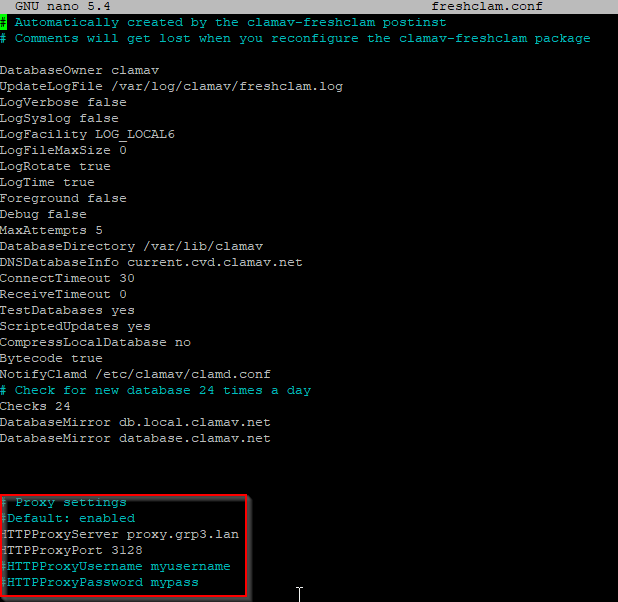 GNU nano 5.4 freshclam.conf
# Automatically created by the clamav-freshclam postinst
# Comments will get lost when you reconfigure the clamav-freshclam package
DatabaseOwner clamav
UpdateLogFile /var/log/clamav/freshclam.log
LogVerbose false
LogSyslog false
LogFacility LOG_LOCAL6
LogFileMaxSize 0
LogRotate true
LogTime true
Foreground false
Debug false
MaxAttempts 5
DatabaseDirectory /var/lib/clamav
DNSDatabaseInfo current.cvd.clamav.net
ConnectTimeout 30
ReceiveTimeout 0
TestDatabases yes
ScriptedUpdates yes
CompressLocalDatabase no
Bytecode true
NotifyClamd /etc/clamav/clamd.conf
# Check for new database 24 times a day
Checks 24
DatabaseMirror db.local.clamav.net
DatabaseMirror database.clamav.net
# Proxy settings
#Default: enabled
HTTPProxyServer proxy.grp3.lan
HTTPProxyPort 3128
#HTTPProxyUsername myusername
#HTTPProxyPassword mypass